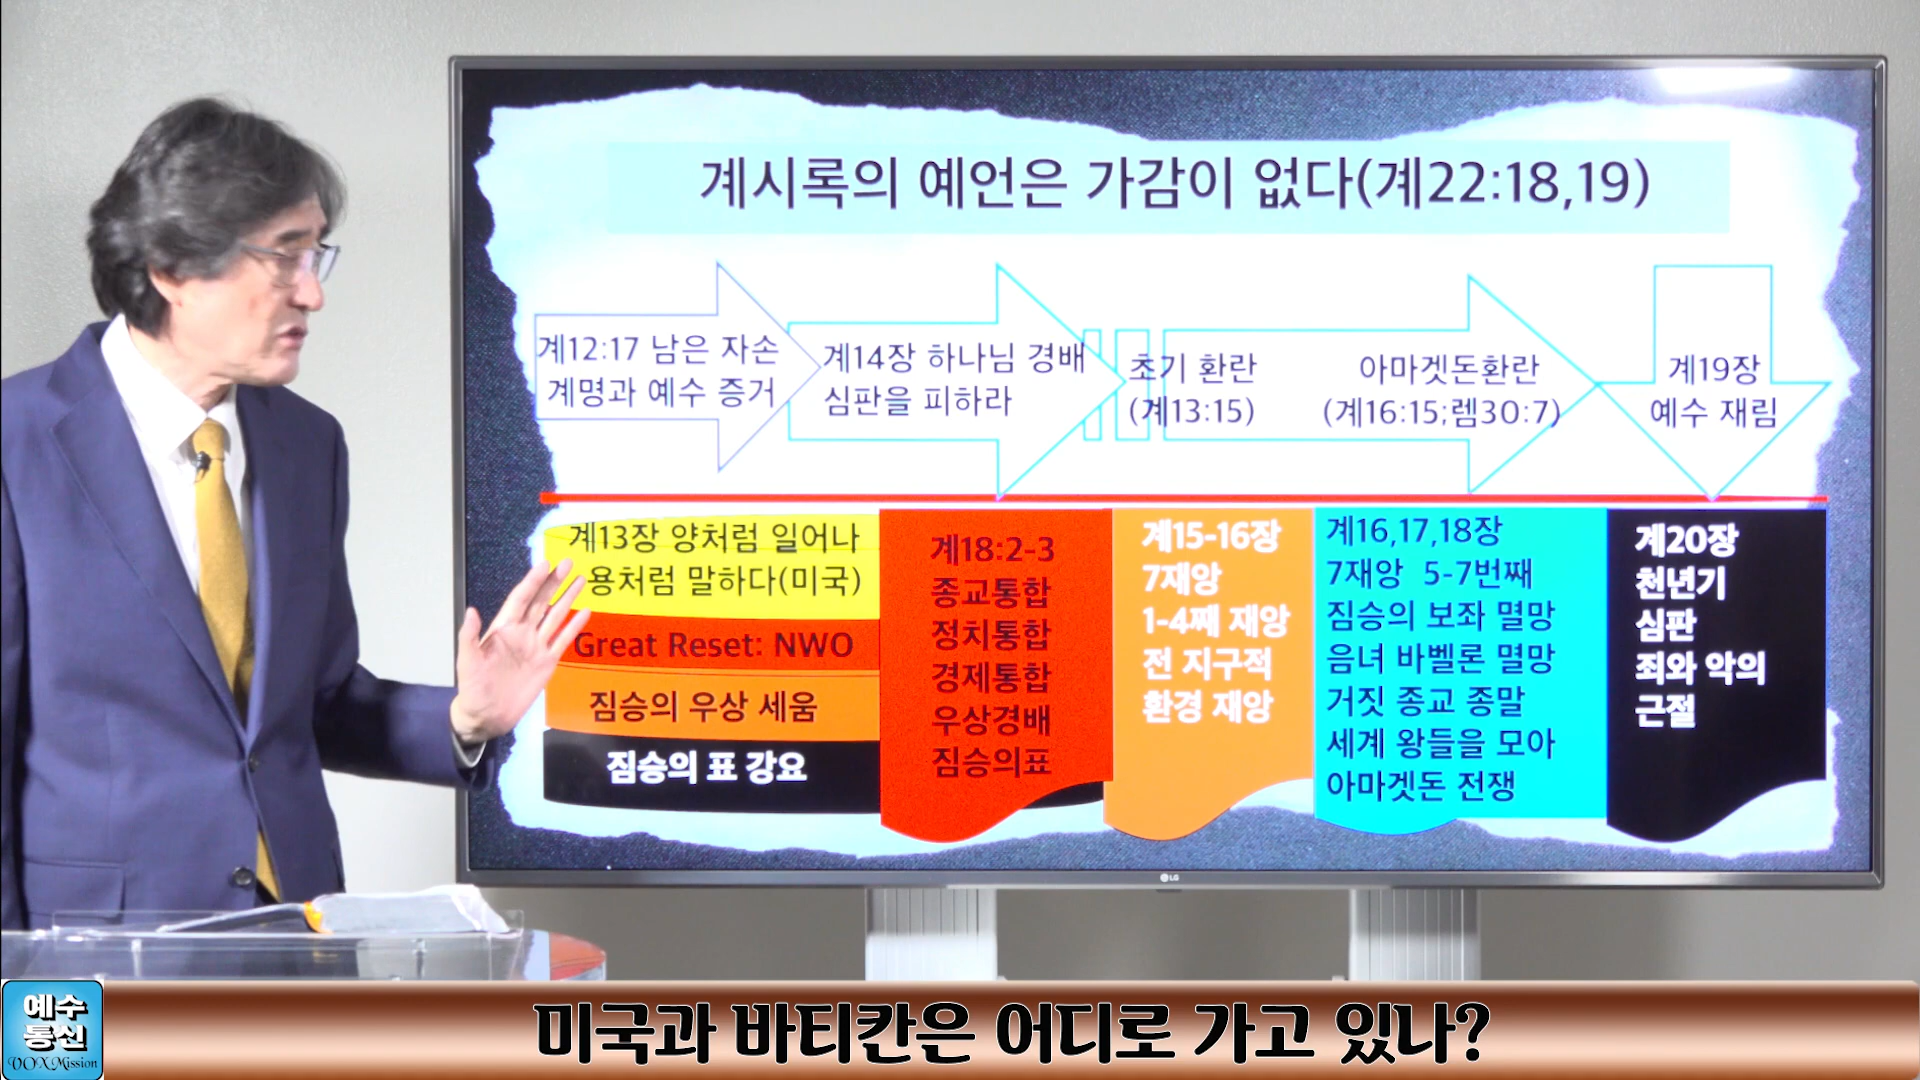 계시록의 예언은 가감이 없다(계22:18,19)
계12:17 남은 자손
계명과 예수 증거
계14장 하나님 경배
심판을 피하라
초기 환란
(계13:15)
아마겟돈환란
(계16:15;렘30:7)
계19장
예수 재림
계13장 양처럼 일어나
용처럼 말하다(미국)
Great Reset: NWO
짐승의 우상 세움
짐승의 표 강요
계18:2-3
종교통합
정치통합
경제통합
우상경배
짐승의표
계15-16장
7재앙
1-4째 재앙
전 지구적
환경 재앙
계16,17,18장
7재앙 5-7번째
짐승의 보좌 멸망
음녀 바벨론 멸망
거짓 종교 종말
세계 왕들을 모아
아마겟돈 전쟁
계20장
천년기
심판
죄와 악의
근절
LG
예수
통신
VOX Mission
미국과 바티칸은 어디로 가고 있나?